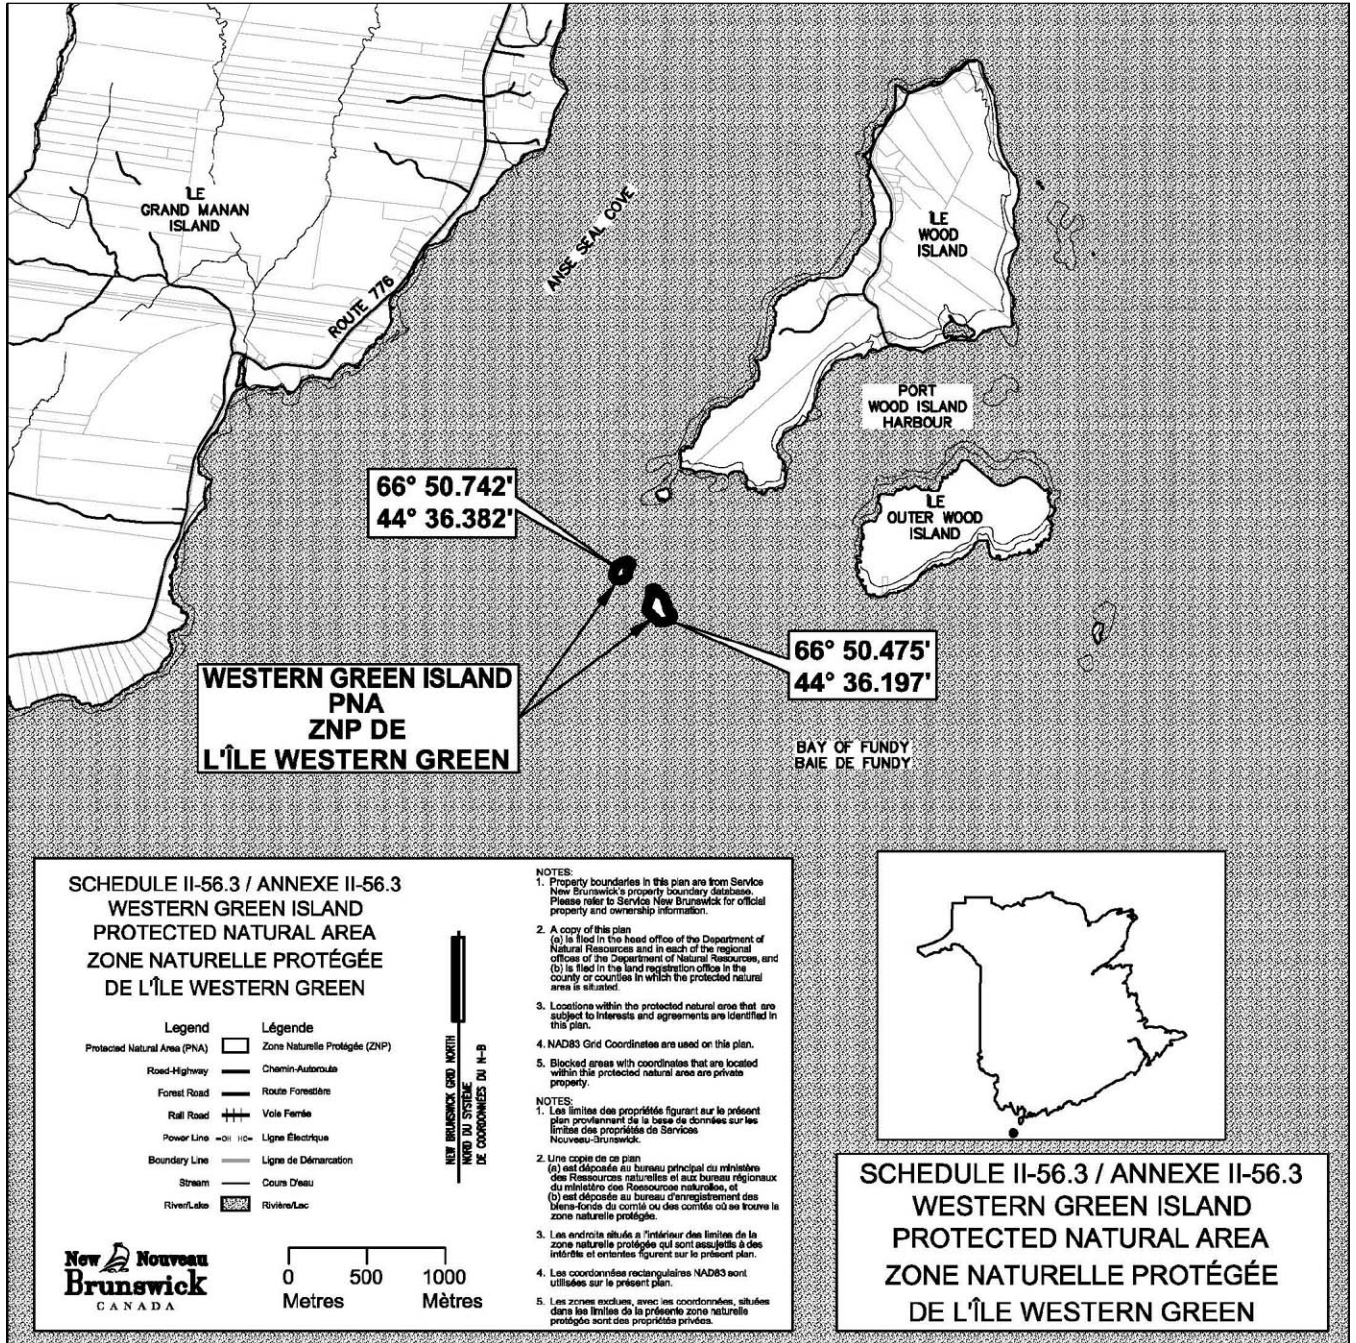 ÎLE
GRAND MANAN
ISLAND
ROUTE 776
ANSE SEAL COVE
ÎLE
WOOD
ISLAND
PORT
WOOD ISLAND
HARBOUR
ÎLE
OUTER WOOD
ISLAND
66° 50.742'
44° 36.382'
66° 50.475'
44° 36.197'
WESTERN GREEN ISLAND
PNA
ZNP DE
L'ÎLE WESTERN GREEN
BAY OF FUNDY
BAIE DE FUNDY
SCHEDULE II-56.3 / ANNEXE II-56.3
WESTERN GREEN ISLAND
PROTECTED NATURAL AREA
ZONE NATURELLE PROTÉGÉE
DE L'ÎLE WESTERN GREEN
Legend Légende
Protected Natural Area (PNA) Zone Naturelle Protégée (ZNP)
Road-Highway Chemin-Autoroute
Forest Road Route Forestière
Rail Road Voie Ferrée
Power Line OH HO Ligne Électrique
Boundary Line Ligne de Démarcation
Stream Cours D'eau
River/Lake Rivière/Lac
NEW BRUNSWICK GRID NORTH
NORD DU SYSTÈME
DE COORDONNÉES DU N-B
New Nouveau
Brunswick
CANADA
0 500 1000
Metres Mètres
NOTES:
1. Property boundaries in this plan are from Service
New Brunswick's property boundary database.
Please refer to Service New Brunswick for official
property and ownership information.
2. A copy of this plan
(a) is filed in the head office of the Department of
Natural Resources and in each of the regional
offices of the Department of Natural Resources, and
(b) is filed in the land registration office in the
county or counties in which the protected natural
area is situated.
3. Locations within the protected natural area that are
subject to interests and agreements are identified in
this plan.
4. NAD83 Grid Coordinates are used on this plan.
5. Blocked areas with coordinates that are located
within this protected natural area are private
property.
NOTES:
1. Les limites des propriétés figurant sur le présent
plan proviennent de la base de données sur les
limites des propriétés de Services
Nouveau-Brunswick.
2. Une copie de ce plan
(a) est déposée au bureau principal du ministère
des Ressources naturelles et aux bureau régionaux
du ministère des Ressources naturelles, et
(b) est déposée au bureau d'enregistrement des
biens-fonds du comté ou des comtés où se trouve la
zone naturelle protégée.
3. Les endroits situés a l'intérieur des limites de la
zone naturelle protégée qui sont assujettis à des
intérêts et ententes figurent sur le présent plan.
4. Les coordonnées rectangulaires NAD83 sont
utilisées sur le présent plan.
5. Les zones exclues, avec les coordonnées, situées
dans les limites de la présente zone naturelle
protégée sont des propriétés privées.
SCHEDULE II-56.3 / ANNEXE II-56.3
WESTERN GREEN ISLAND
PROTECTED NATURAL AREA
ZONE NATURELLE PROTÉGÉE
DE L'ÎLE WESTERN GREEN